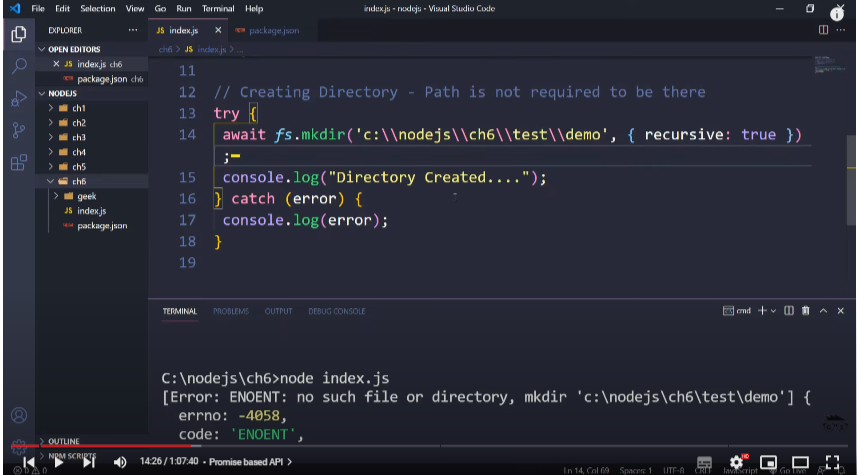 File Edit Selection View Go Run Terminal Help index.js - nodejs - Visual Studio Code
EXPLORER ··· JS index.js × package.json
OPEN EDITORS ch6 > JS index.js > ...
× JS index.js ch6
package.json ch6
NODEJS
ch1
ch2
ch3
ch4
ch5
ch6
geek
JS index.js
package.json
11
12 // Creating Directory - Path is not required to be there
13 try {
14 await fs.mkdir('c:\\nodejs\\ch6\\test\\demo', { recursive: true })
;
15 console.log("Directory Created....");
16 } catch (error) {
17 console.log(error);
18 }
19
TERMINAL PROBLEMS OUTPUT DEBUG CONSOLE cmd
C:\nodejs\ch6>node index.js
[Error: ENOENT: no such file or directory, mkdir 'c:\nodejs\ch6\test\demo'] {
errno: -4058,
code: 'ENOENT',
OUTLINE
NPM SCRIPTS
14:26 / 1:07:40 • Promise based API >
HD
0 0 Ln 14, Col 69 Spaces: 1 UTF-8 CRLF JavaScript Go Live